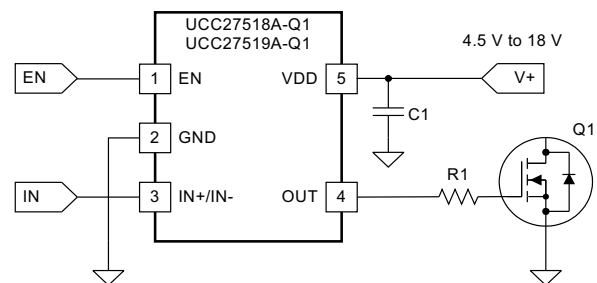 UCC27518A-Q1
UCC27519A-Q1
4.5 V to 18 V
EN
1
EN
VDD
5
V+
C1
2
GND
Q1
R1
IN
3
IN+/IN-
OUT
4